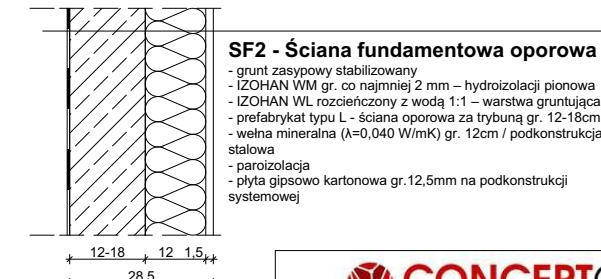 SF2 - Ściana fundamentowa oporowa
- grunt zasypowy stabilizowany
- IZOHAN WM gr. co najmniej 2 mm – hydroizolacji pionowa
- IZOHAN WL rozcieńczony z wodą 1:1 – warstwa gruntująca
- prefabrykat typu L - ściana oporowa za trybuną gr. 12-18cm
- wełna mineralna (λ=0,040 W/mK) gr. 12cm / podkonstrukcja
stalowa
- paroizolacja
- płyta gipsowo kartonowa gr.12,5mm na podkonstrukcji
systemowej
12-18 12 1,5
28,5
CONCEPT